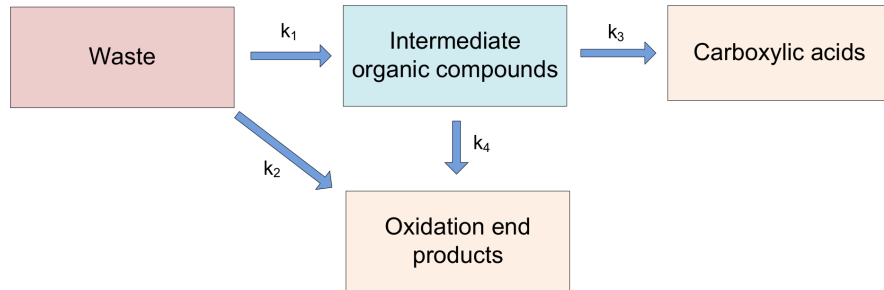 Waste
k₁
Intermediate
organic compounds
k₃
Carboxylic acids
k₂
k₄
Oxidation end
products